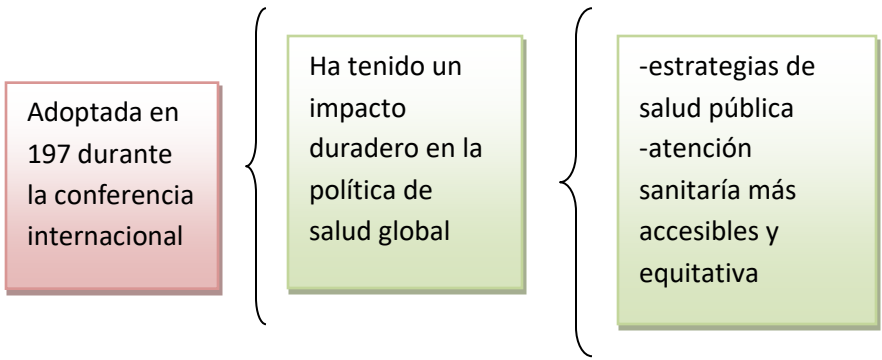 Adoptada en
197 durante
la conferencia
internacional
Ha tenido un
impacto
duradero en la
política de
salud global
-estrategias de
salud pública
-atención
sanitaría más
accesibles y
equitativa